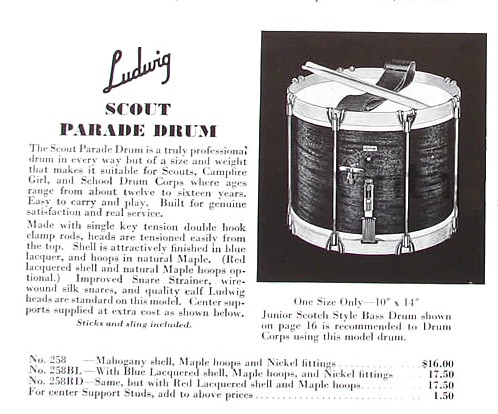 Ludwig
SCOUT
PARADE DRUM
The Scout Parade Drum is a truly professional
drum in every way but of a size and weight
that makes it suitable for Scouts, Campfire
Girl, and School Drum Corps where ages
range from about twelve to sixteen years.
Easy to carry and play. Built for genuine
satisfaction and real service.
Made with single key tension double hook
clamp rods, heads are tensioned easily from
the top. Shell is attractively finished in blue
lacquer, and hoops in natural Maple. (Red
lacquered shell and natural Maple hoops op-
tional.) Improved Snare Strainer, wire-
wound silk snares, and quality calf Ludwig
heads are standard on this model. Center sup-
ports supplied at extra cost as shown below.
Sticks and sling included.
One Size Only—10" x 14"
Junior Scotch Style Bass Drum shown
on page 16 is recommended to Drum
Corps using this model drum.
No. 258 —Mahogany shell, Maple hoops and Nickel fittings $16.00
No. 258BL—With Blue Lacquered shell, Maple hoops, and Nickel fittings 17.50
No. 258RD—Same, but with Red Lacquered shell and Maple hoops 17.50
For center Support Studs, add to above prices 1.50